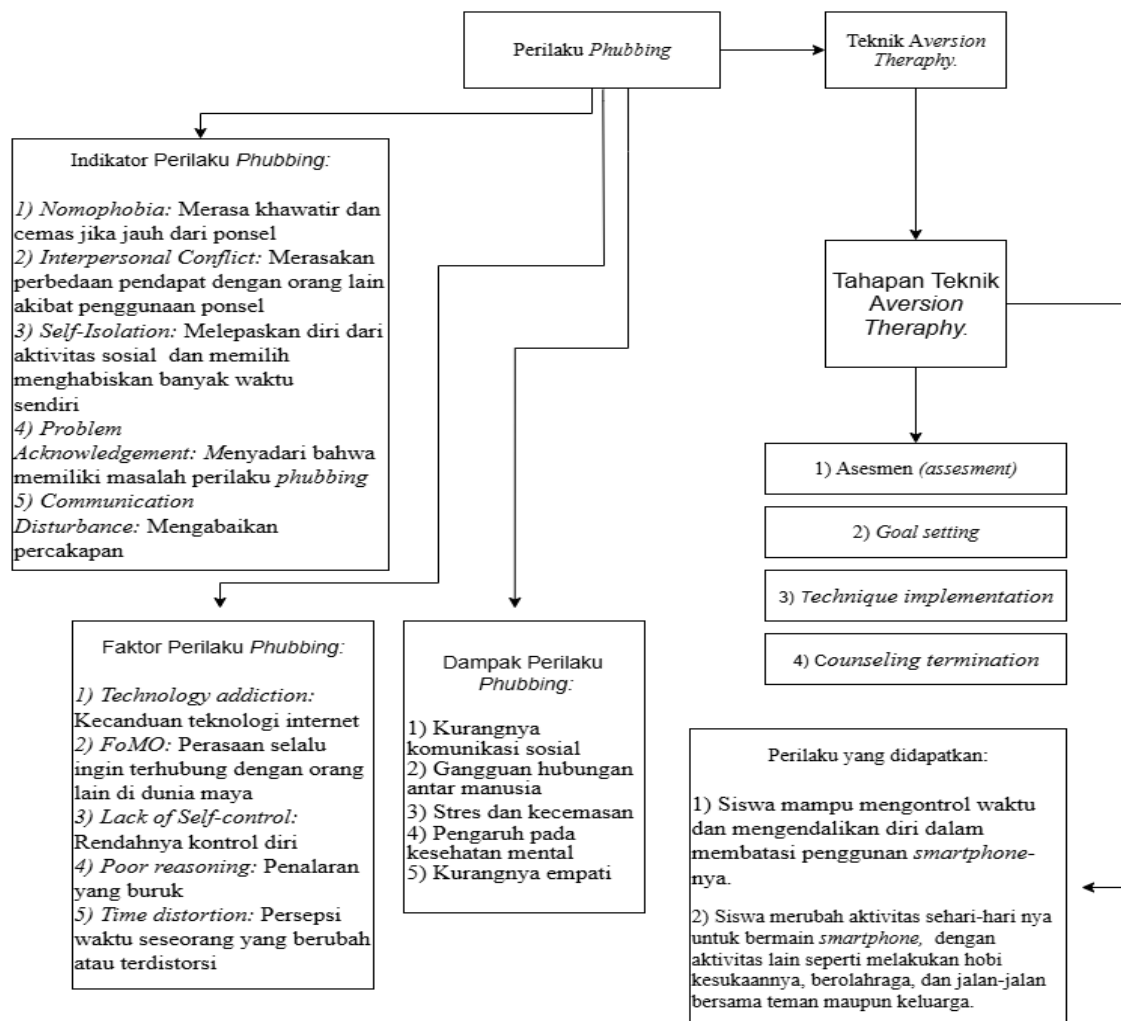 Perilaku Phubbing
Teknik Aversion
Theraphy.
Indikator Perilaku Phubbing:
1) Nomophobia: Merasa khawatir dan
cemas jika jauh dari ponsel
2) Interpersonal Conflict: Merasakan
perbedaan pendapat dengan orang lain
akibat penggunaan ponsel
3) Self-Isolation: Melepaskan diri dari
aktivitas sosial dan memilih
menghabiskan banyak waktu
sendiri
4) Problem
Acknowledgement: Menyadari bahwa
memiliki masalah perilaku phubbing
5) Communication
Disturbance: Mengabaikan
percakapan
Tahapan Teknik
Aversion
Theraphy.
1) Asesmen (assesment)
2) Goal setting
3) Technique implementation
4) Counseling termination
Faktor Perilaku Phubbing:
1) Technology addiction:
Kecanduan teknologi internet
2) FoMO: Perasaan selalu
ingin terhubung dengan orang
lain di dunia maya
3) Lack of Self-control:
Rendahnya kontrol diri
4) Poor reasoning: Penalaran
yang buruk
5) Time distortion: Persepsi
waktu seseorang yang berubah
atau terdistorsi
Dampak Perilaku
Phubbing:
1) Kurangnya
komunikasi sosial
2) Gangguan hubungan
antar manusia
3) Stres dan kecemasan
4) Pengaruh pada
kesehatan mental
5) Kurangnya empati
Perilaku yang didapatkan:
1) Siswa mampu mengontrol waktu
dan mengendalikan diri dalam
membatasi penggunan smartphone-
nya.
2) Siswa merubah aktivitas sehari-hari nya
untuk bermain smartphone, dengan
aktivitas lain seperti melakukan hobi
kesukaannya, berolahraga, dan jalan-jalan
bersama teman maupun keluarga.